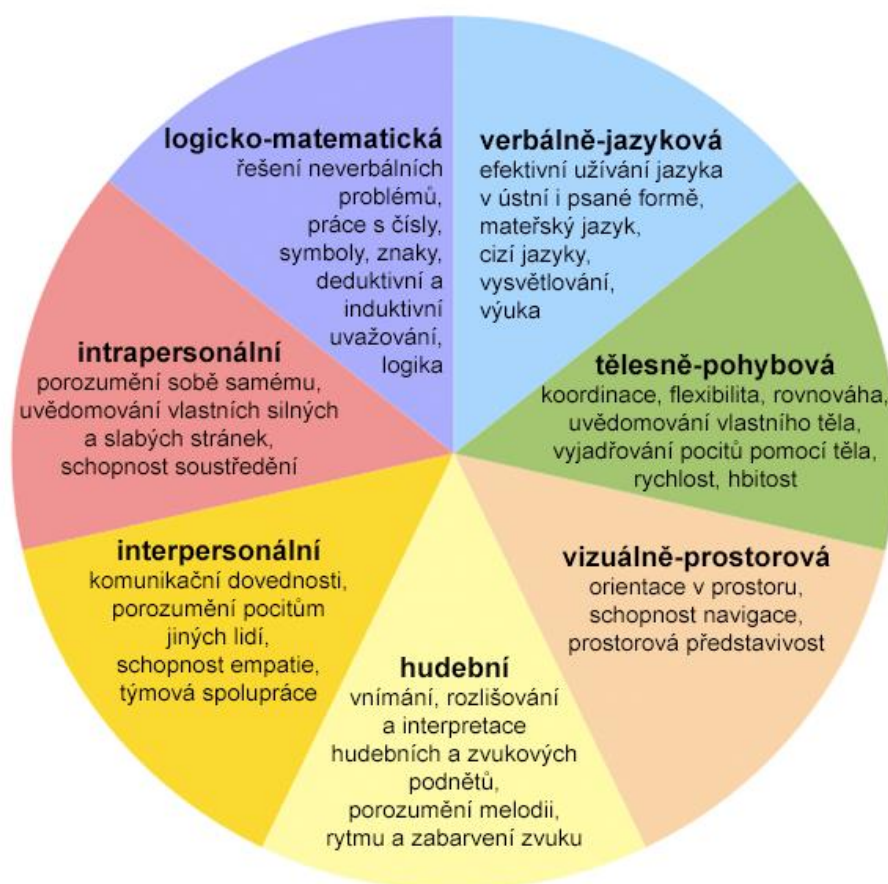 logicko-matematická
řešení neverbálních
problémů,
práce s čísly,
symboly, znaky,
deduktivní a
induktivní
uvažování,
logika
verbálně-jazyková
efektivní užívání jazyka
v ústní i psané formě,
mateřský jazyk,
cizí jazyky,
vysvětlování,
výuka
tělesně-pohybová
koordinace, flexibilita, rovnováha,
uvědomování vlastního těla,
vyjadřování pocitů pomocí těla,
rychlost, hbitost
vizuálně-prostorová
orientace v prostoru,
schopnost navigace,
prostorová představivost
hudební
vnímání, rozlišování
a interpretace
hudebních a zvukových
podnětů,
porozumění melodii,
rytmu a zabarvení zvuku
interpersonální
komunikační dovednosti,
porozumění pocitům
jiných lidí,
schopnost empatie,
týmová spolupráce
intrapersonální
porozumění sobě samému,
uvědomování vlastních silných
a slabých stránek,
schopnost soustředění